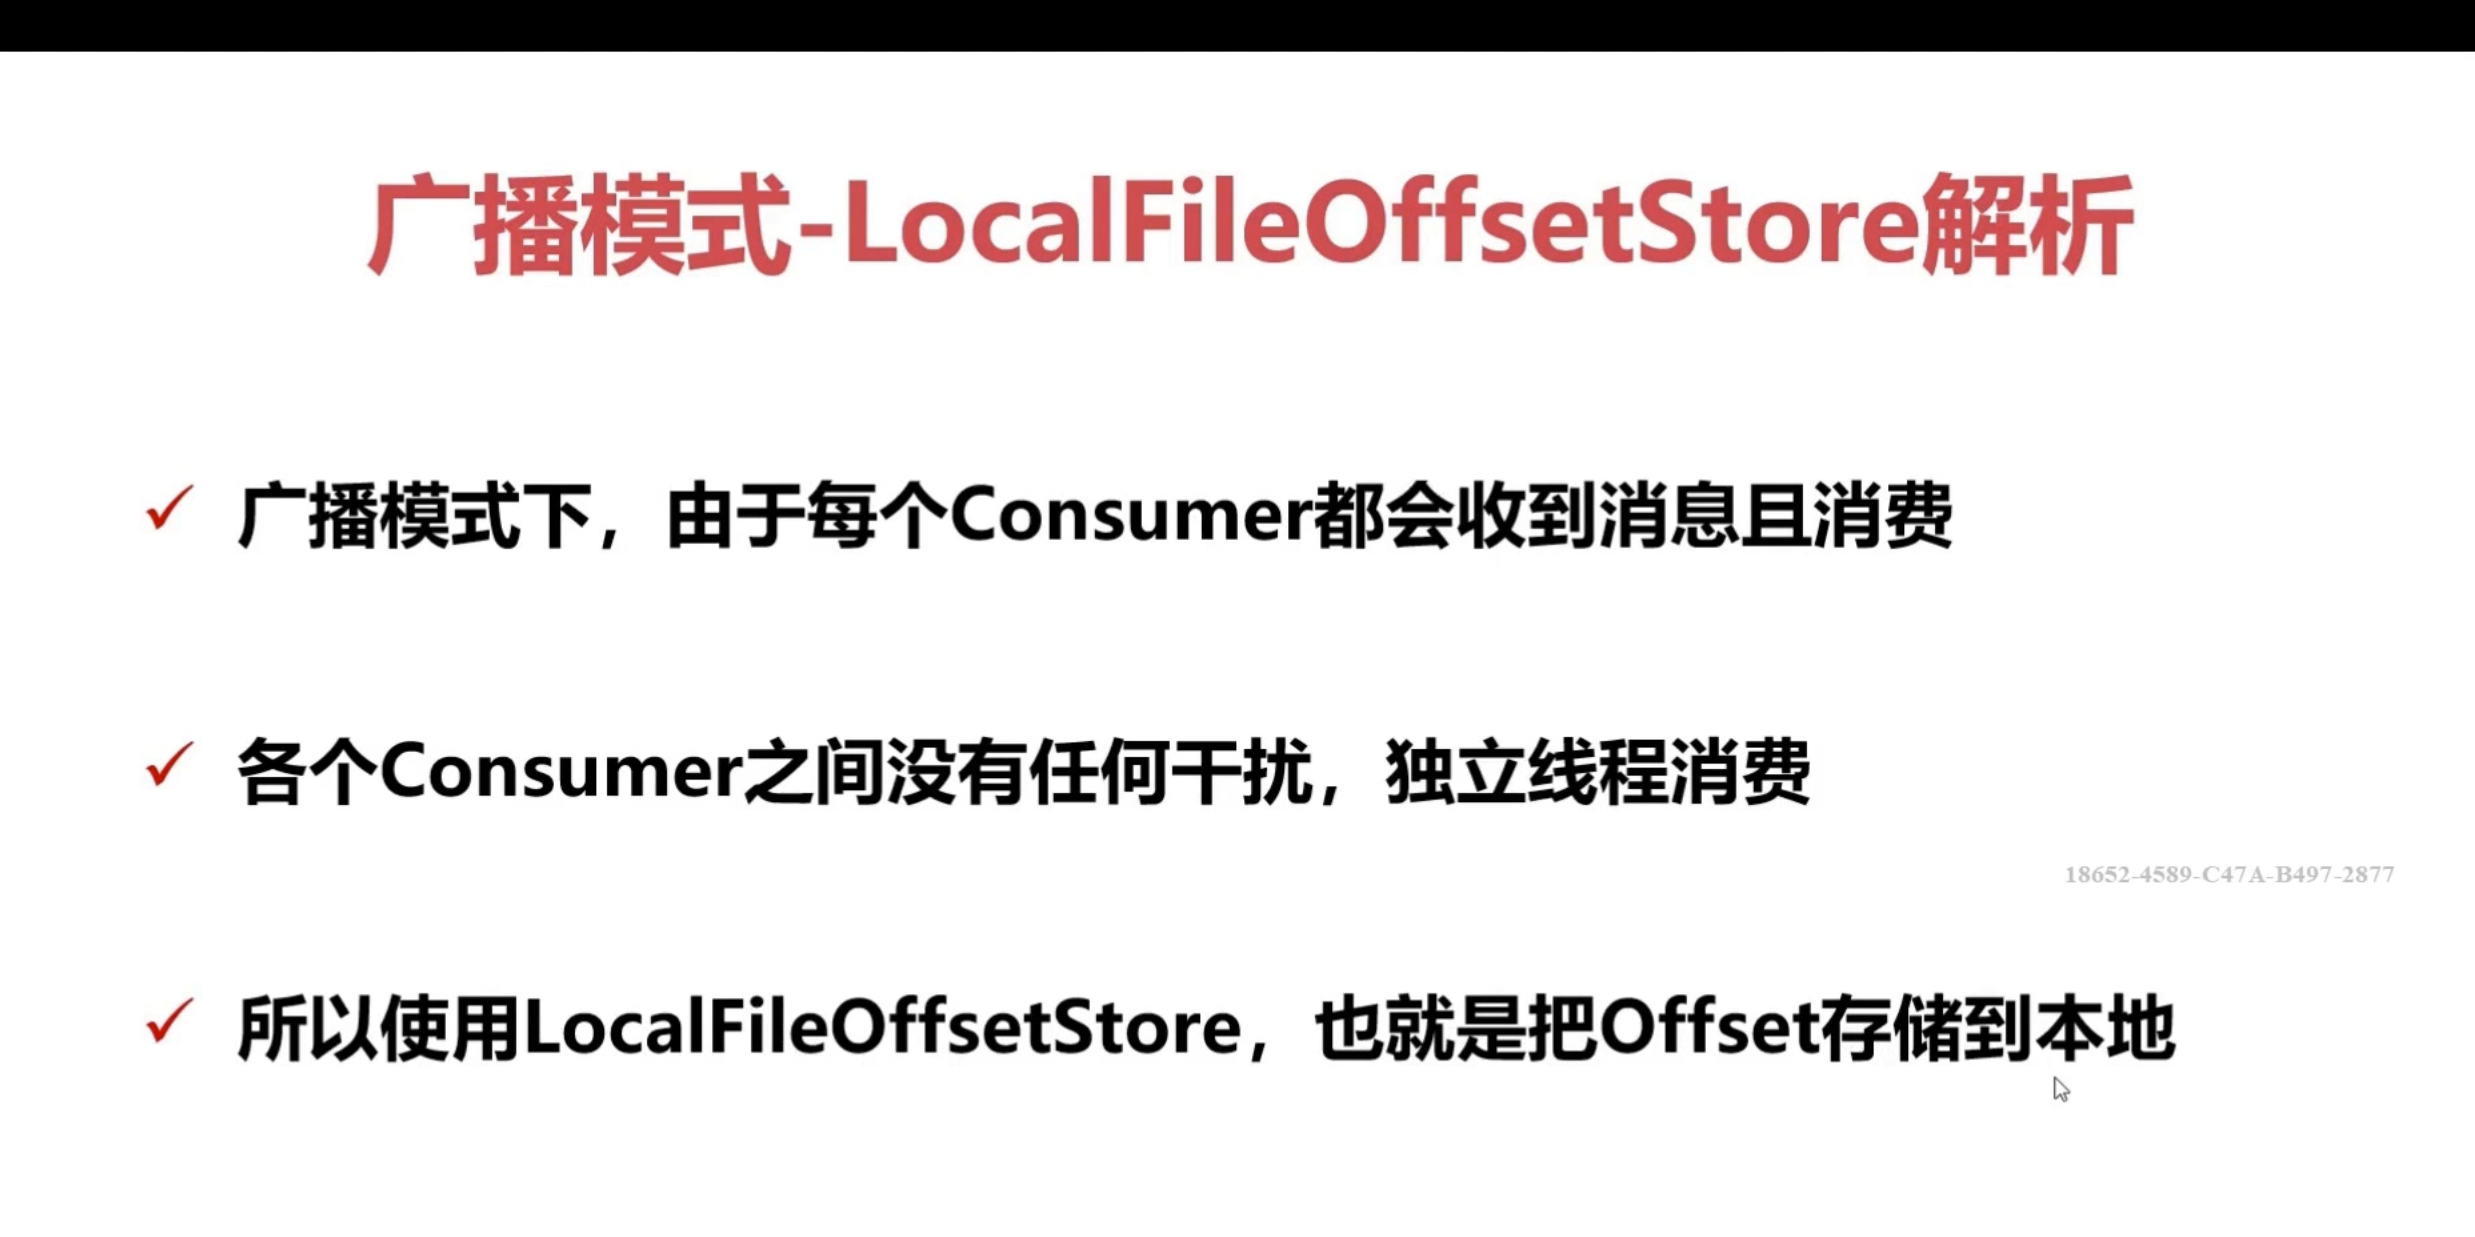 广播模式-LocalFileOffsetStore解析
广播模式下，由于每个Consumer都会收到消息且消费
各个Consumer之间没有任何干扰，独立线程消费
18652-4589-C47A-B497-2877
所以使用LocalFileOffsetStore，也就是把Offset存储到本地